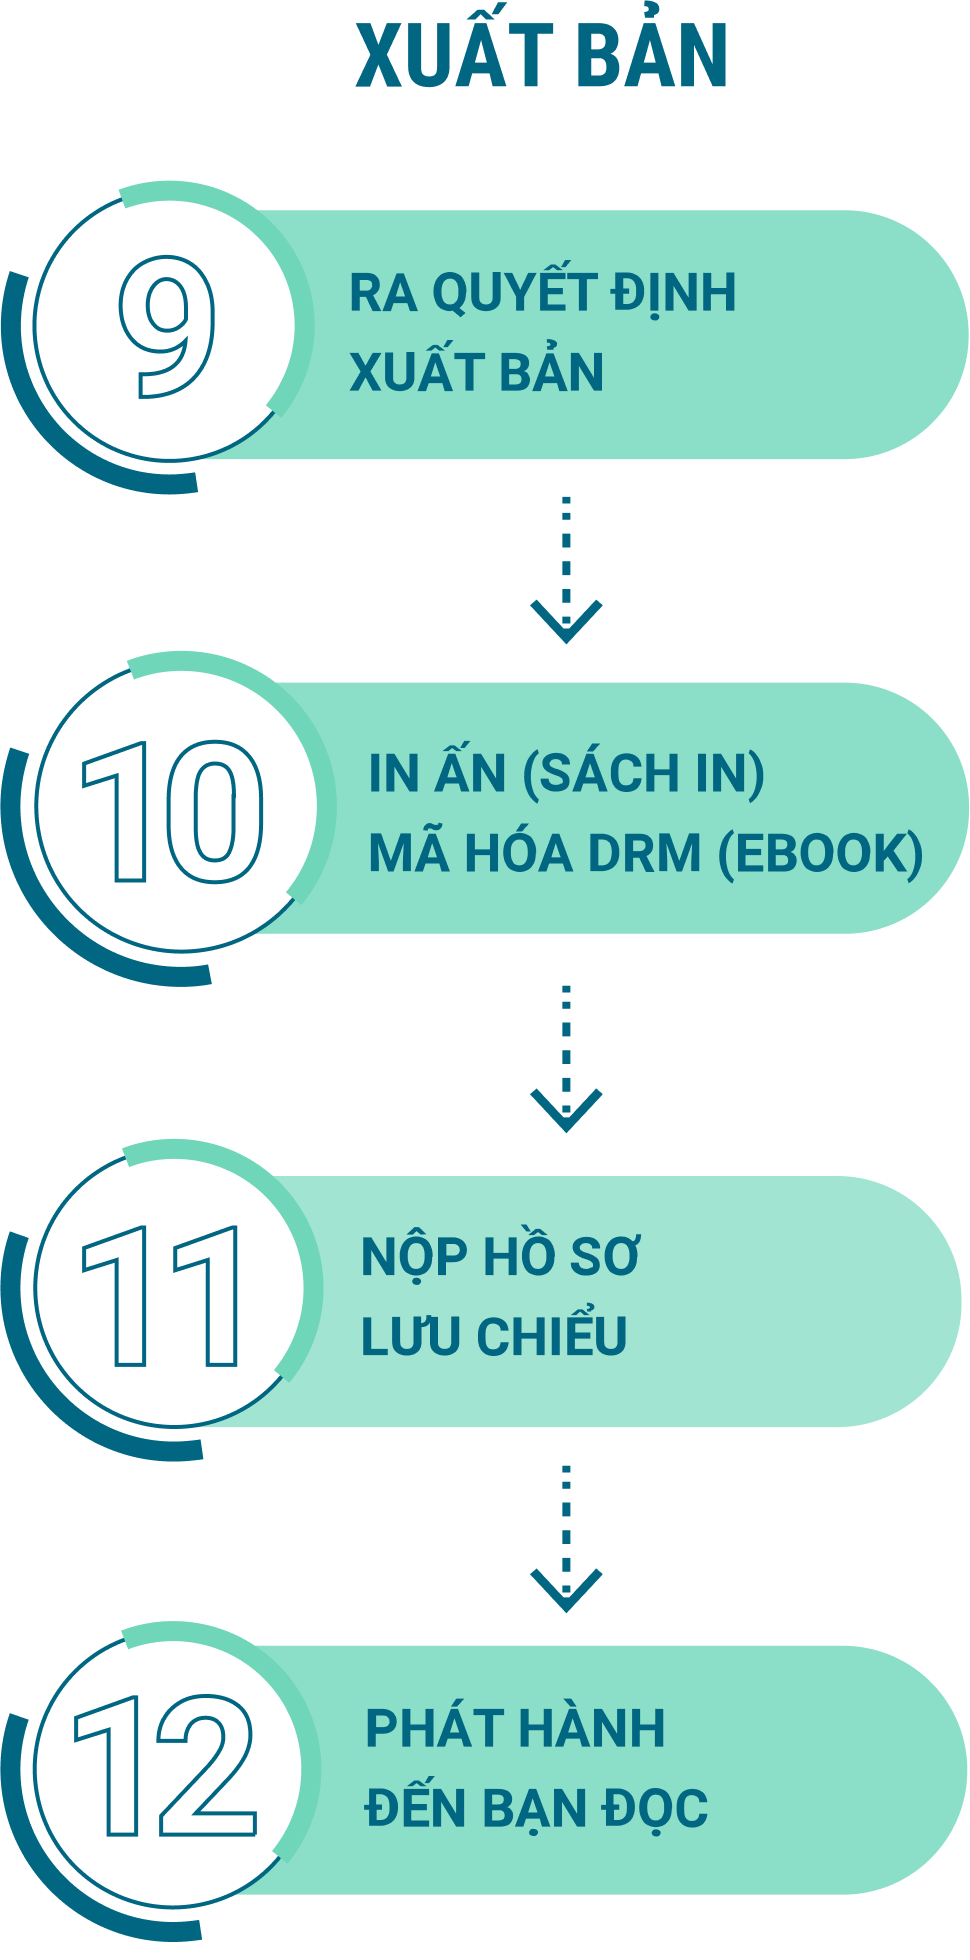 XUẤT BẢN
9
RA QUYẾT ĐỊNH
XUẤT BẢN
10
IN ẤN (SÁCH IN)
MÃ HÓA DRM (EBOOK)
11
NỘP HỒ SƠ
LƯU CHIỂU
12
PHÁT HÀNH
ĐẾN BẠN ĐỌC